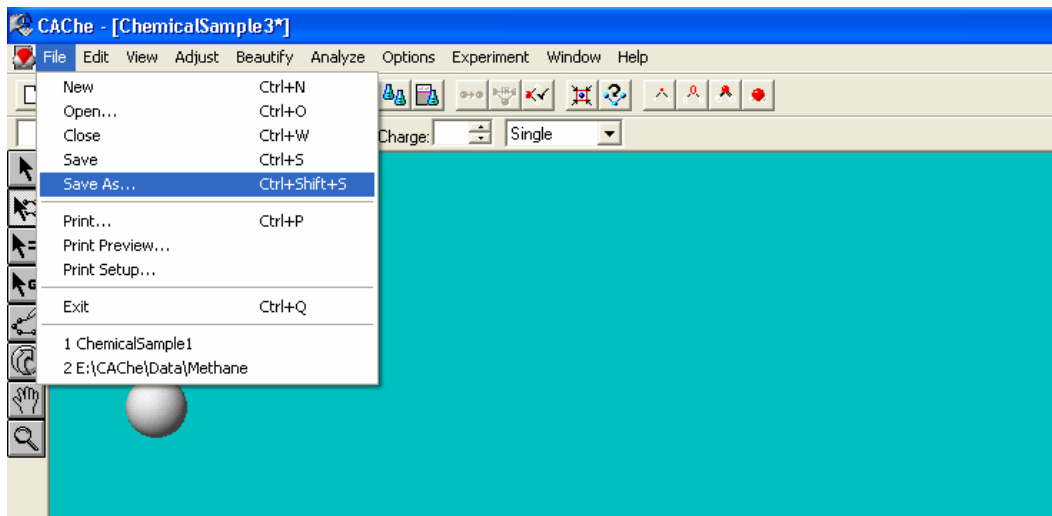 CAChe - [ChemicalSample3*]
File Edit View Adjust Beautify Analyze Options Experiment Window Help
New Ctrl+N
Open... Ctrl+O
Close Ctrl+W
Charge: Single
Save Ctrl+S
Save As... Ctrl+Shift+S
Print... Ctrl+P
Print Preview...
Print Setup...
Exit Ctrl+Q
1 ChemicalSample1
2 E:\CAChe\Data\Methane